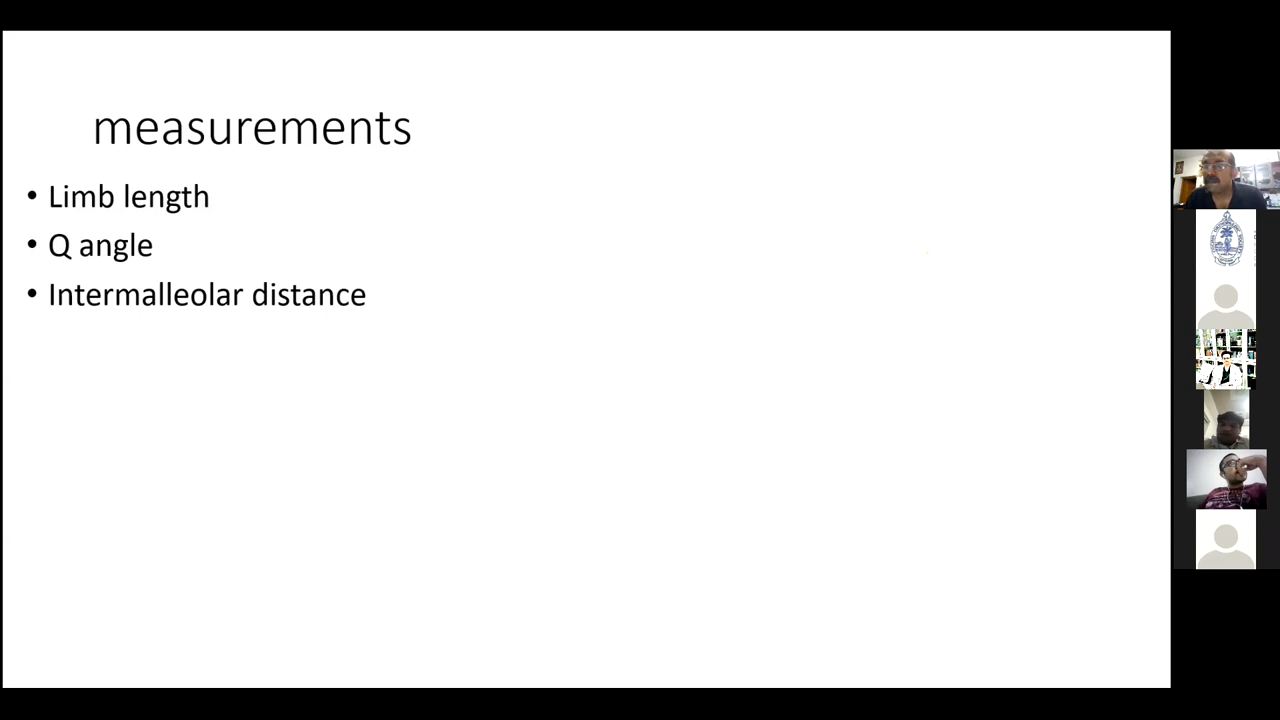 measurements
• Limb length
• Q angle
• Intermalleolar distance